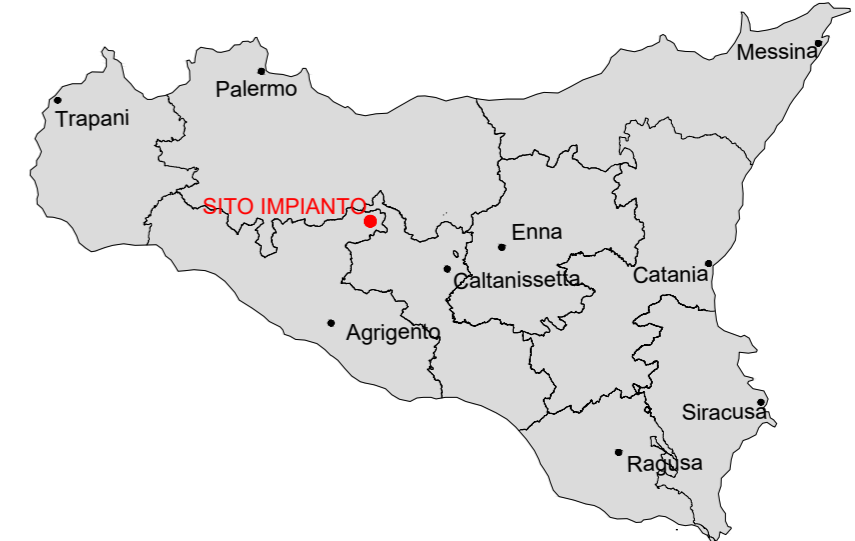 Messina
Palermo
Trapani
SITO IMPIANTO
Enna
Catania
Caltanissetta
Agrigento
Siracusa
Ragusa